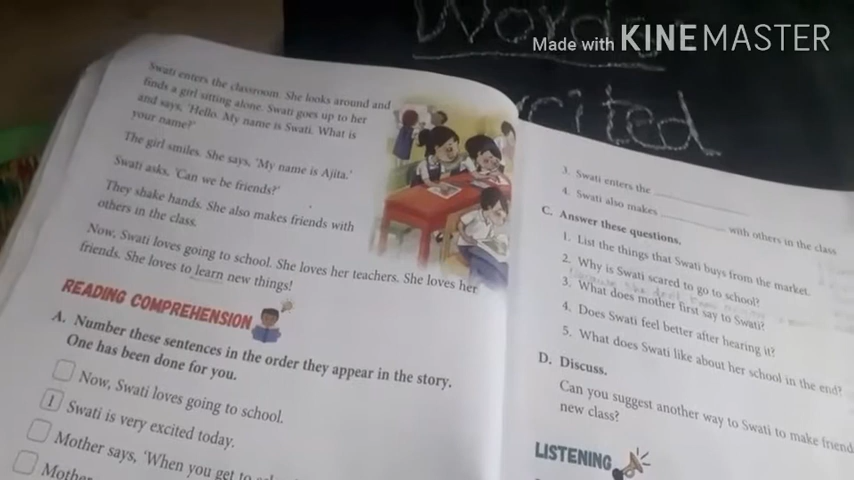 Made with KINEMASTER
Word
cited
Swati enters the classroom. She looks around and
finds a girl sitting alone. Swati goes up to her
and says, 'Hello. My name is Swati. What is
your name?'
The girl smiles. She says, 'My name is Ajita.'
Swati asks, 'Can we be friends?'
They shake hands. She also makes friends with
others in the class.
Now, Swati loves going to school. She loves her teachers. She loves her
friends. She loves to learn new things!
READING COMPREHENSION
A. Number these sentences in the order they appear in the story.
One has been done for you.
Now, Swati loves going to school.
1 Swati is very excited today.
Mother says, 'When you get to
Mother
3. Swati enters the
4. Swati also makes with others in the class
C. Answer these questions.
1. List the things that Swati buys from the market.
2. Why is Swati scared to go to school?
3. What does mother first say to Swati?
4. Does Swati feel better after hearing it?
5. What does Swati like about her school in the end?
D. Discuss.
Can you suggest another way to Swati to make friend
new class?
LISTENING